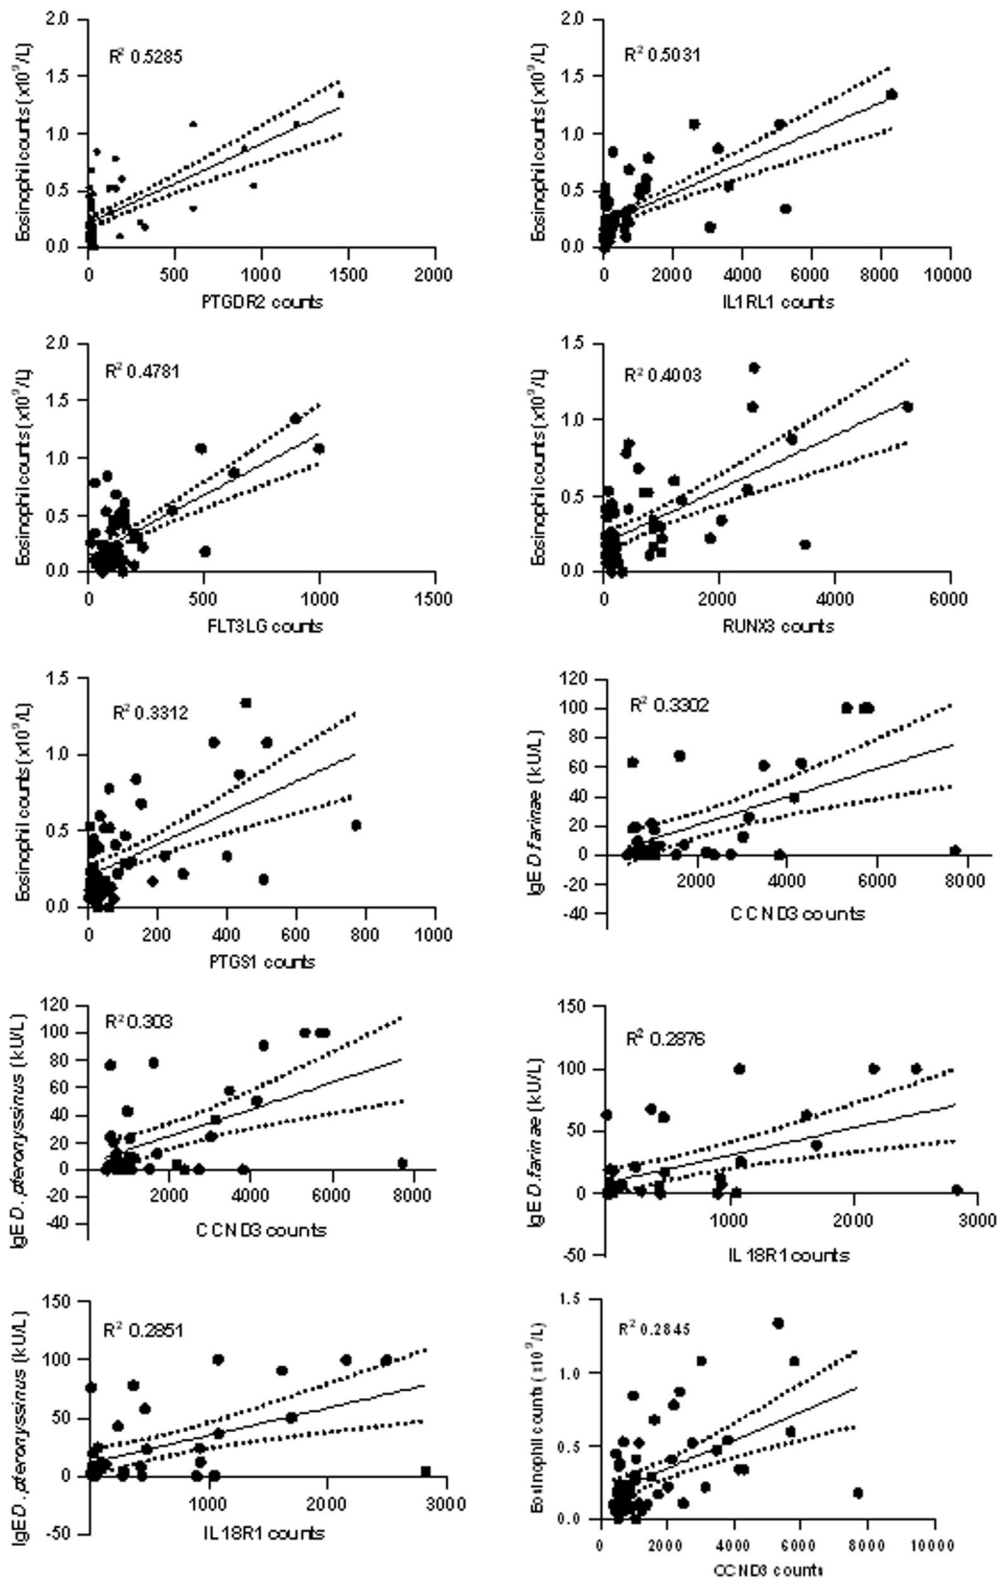 2.0
R² 0.5285
1.5
1.0
0.5
0.0
0 500 1000 1500 2000
PTGDR2 counts
Eosinophil counts (x10⁹/L)
2.0
R² 0.5031
1.5
1.0
0.5
0.0
0 2000 4000 6000 8000 10000
IL1RL1 counts
Eosinophil counts (x10⁹/L)
2.0
R² 0.4781
1.5
1.0
0.5
0.0
0 500 1000 1500
FLT3LG counts
Eosinophil counts (x10⁹/L)
1.5
R² 0.4003
1.0
0.5
0.0
0 2000 4000 6000
RUNX3 counts
Eosinophil counts (x10⁹/L)
1.5
R² 0.3312
1.0
0.5
0.0
0 200 400 600 800 1000
PTGS1 counts
Eosinophil counts (x10⁹/L)
120
R² 0.3302
100
80
60
40
20
0
-20
-40
2000 4000 6000 8000
CCND3 counts
IgE D.farinae (kU/L)
120
R² 0.303
100
80
60
40
20
0
-20
-40
2000 4000 6000 8000
CCND3 counts
IgE D. pteronyssinus (kU/L)
150
R² 0.2876
100
50
0
-50
1000 2000 3000
IL18R1 counts
IgE D.farinae (kU/L)
150
R² 0.2851
100
50
0
-50
1000 2000 3000
IL18R1 counts
IgE D. pteronyssinus (kU/L)
1.5
R² 0.2845
1.0
0.5
0.0
0 2000 4000 6000 8000 10000
CCND3 counts
Eosinophil counts (x10⁹/L)